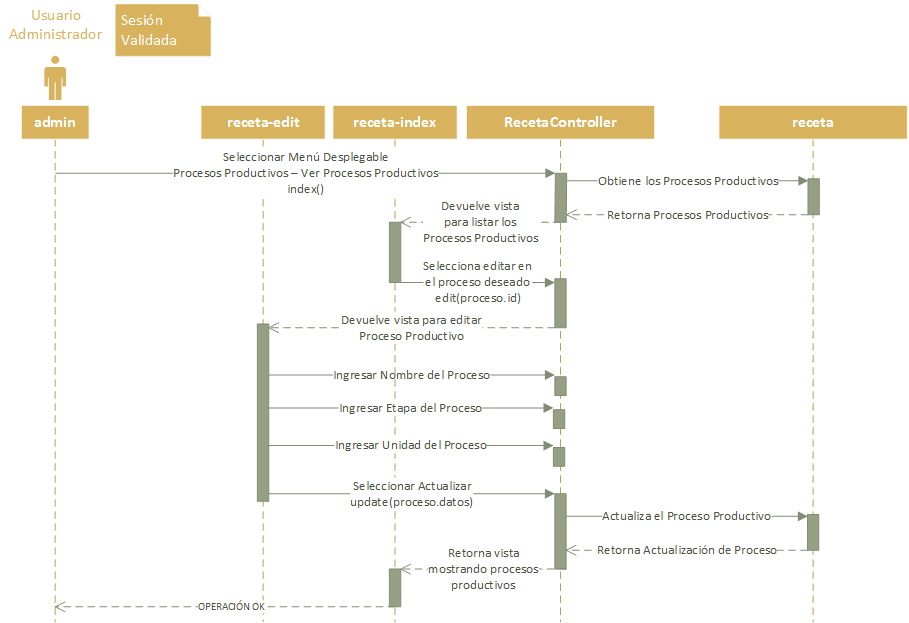 Usuario
Administrador
Sesión
Validada
admin
receta-edit
receta-index
RecetaController
receta
Seleccionar Menú Desplegable
Procesos Productivos – Ver Procesos Productivos
index()
Obtiene los Procesos Productivos
Retorna Procesos Productivos
Devuelve vista
para listar los
Procesos Productivos
Selecciona editar en
el proceso deseado
edit(proceso.id)
Devuelve vista para editar
Proceso Productivo
Ingresar Nombre del Proceso
Ingresar Etapa del Proceso
Ingresar Unidad del Proceso
Seleccionar Actualizar
update(proceso.datos)
Actualiza el Proceso Productivo
Retorna Actualización de Proceso
Retorna vista
mostrando procesos
productivos
OPERACIÓN OK